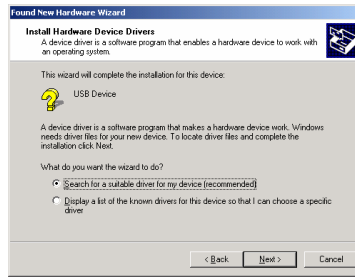 Found New Hardware Wizard
Install Hardware Device Drivers
A device driver is a software program that enables a hardware device to work with
an operating system.
This wizard will complete the installation for this device:
USB Device
A device driver is a software program that makes a hardware device work. Windows
needs driver files for your new device. To locate driver files and complete the
installation click Next.
What do you want the wizard to do?
Search for a suitable driver for my device (recommended)
Display a list of the known drivers for this device so that I can choose a specific
driver
< Back Next > Cancel